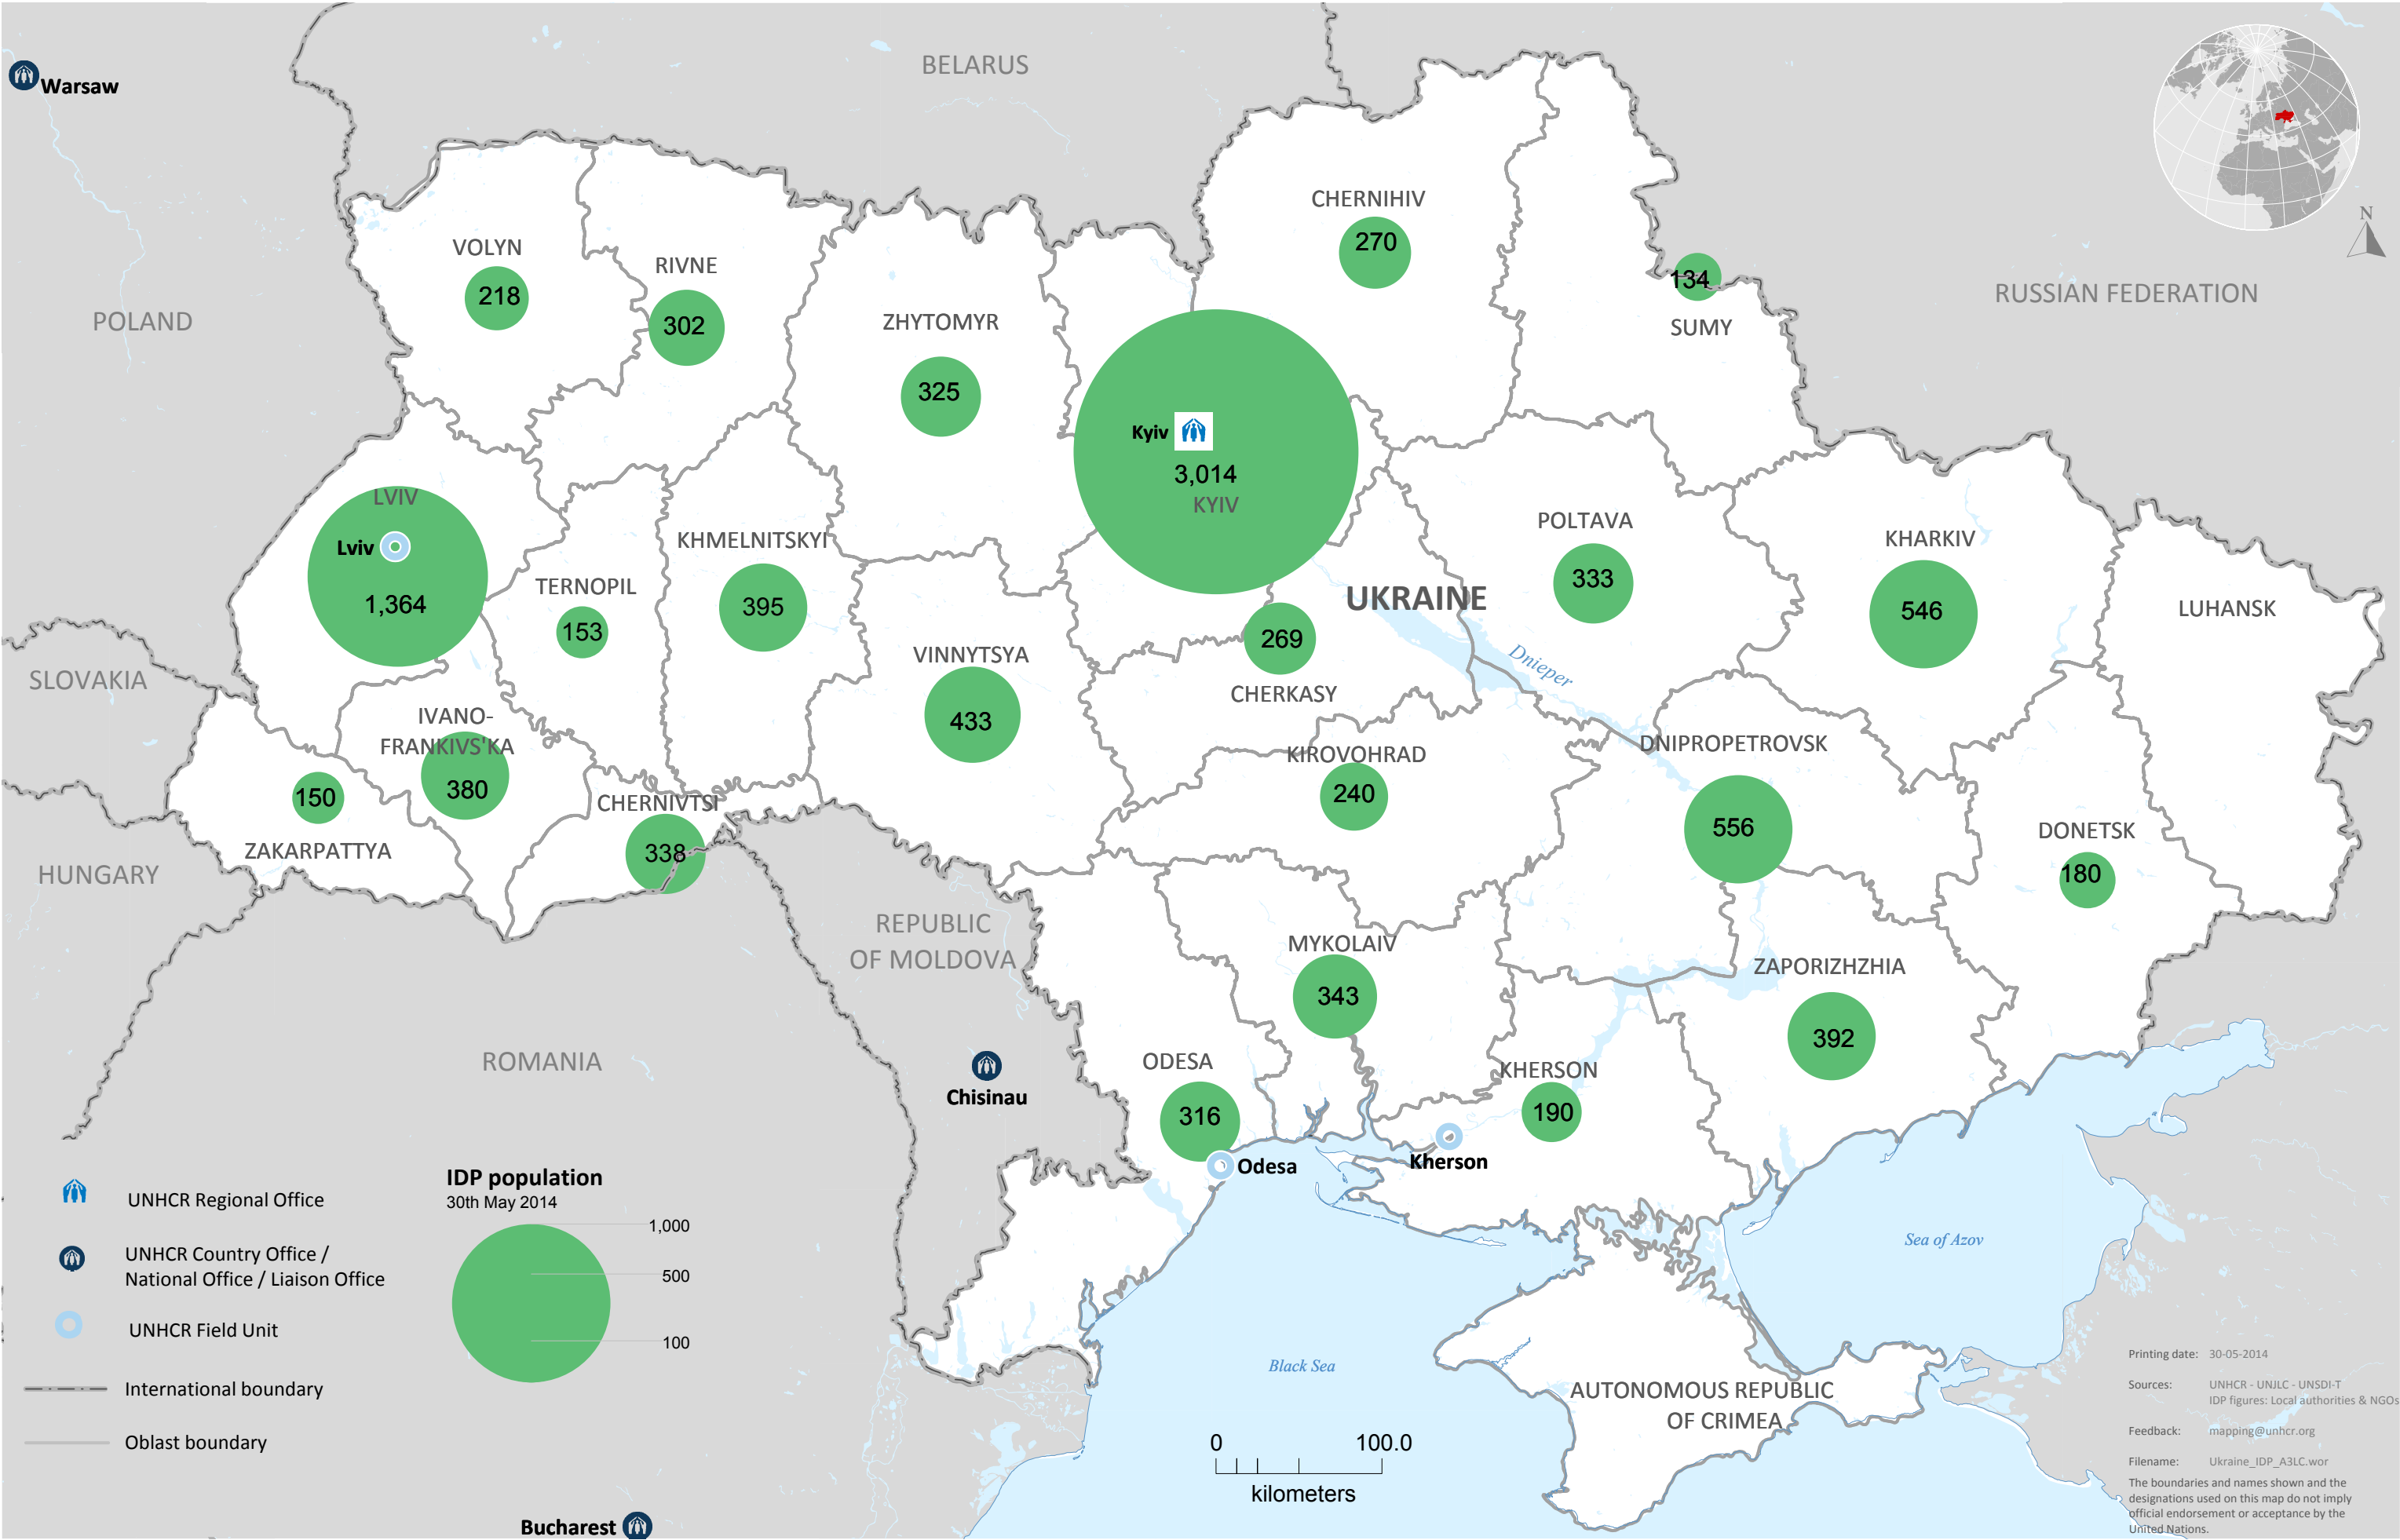 BELARUS
Warsaw
CHERNIHIV
270
N
VOLYN
218
RIVNE
302
134
SUMY
RUSSIAN FEDERATION
POLAND
ZHYTOMYR
325
Kyiv
3,014
KYIV
LVIV
Lviv
1,364
KHMELNITSKYI
395
TERNOPIL
153
POLTAVA
333
KHARKIV
546
LUHANSK
UKRAINE
269
CHERKASY
Dnieper
VINNYTSYA
433
SLOVAKIA
IVANO-
FRANKIVS'KA
380
KIROVOHRAD
240
DNIPROPETROVSK
556
150
ZAKARPATTYA
CHERNIVTSI
338
DONETSK
180
HUNGARY
REPUBLIC
OF MOLDOVA
MYKOLAIV
343
ZAPORIZHZHIA
392
ROMANIA
Chisinau
ODESA
316
Odesa
KHERSON
190
Kherson
Sea of Azov
Black Sea
AUTONOMOUS REPUBLIC
OF CRIMEA
UNHCR Regional Office
UNHCR Country Office /
National Office / Liaison Office
UNHCR Field Unit
International boundary
Oblast boundary
IDP population
30th May 2014
1,000
500
100
Bucharest
0 100.0
kilometers
Printing date: 30-05-2014
Sources: UNHCR - UNJLC - UNSDI-T
IDP figures: Local authorities & NGOs
Feedback: mapping@unhcr.org
Filename: Ukraine_IDP_A3LC.wor
The boundaries and names shown and the
designations used on this map do not imply
official endorsement or acceptance by the
United Nations.